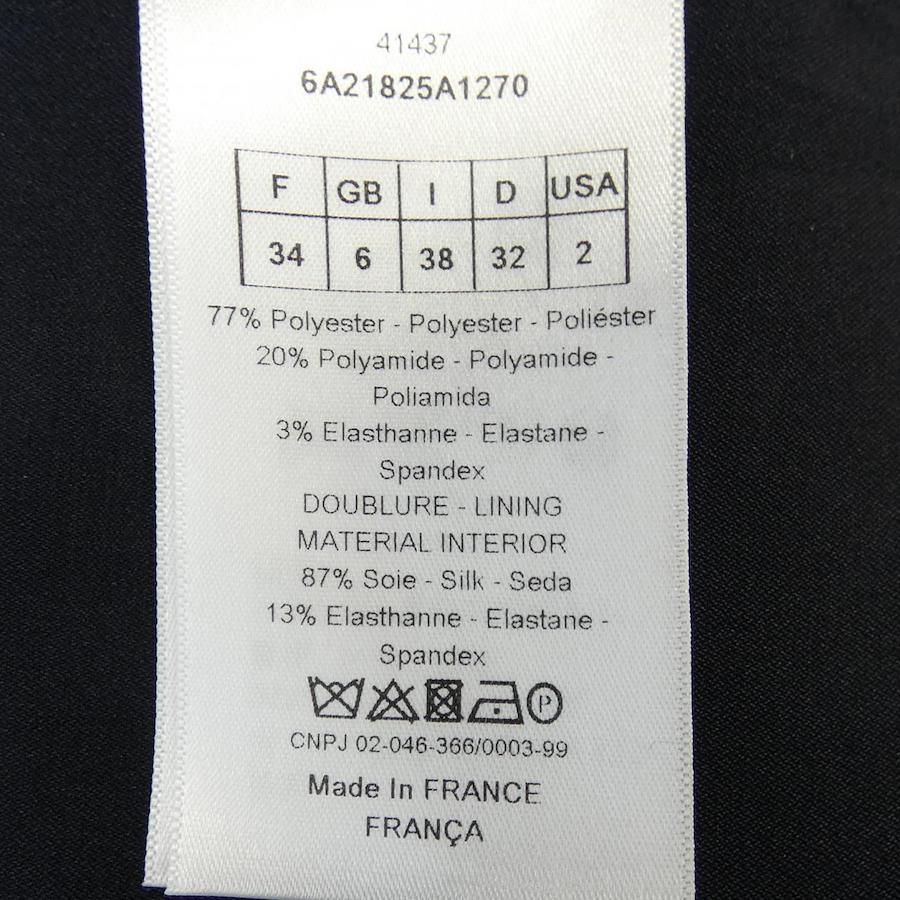 41437
6A21825A1270
F GB I D USA
34 6 38 32 2
77% Polyester - Polyester - Poliéster
20% Polyamide - Polyamide -
Poliamida
3% Elasthanne - Elastane -
Spandex
DOUBLURE - LINING
MATERIAL INTERIOR
87% Soie - Silk - Seda
13% Elasthanne - Elastane -
Spandex
P
CNPJ 02-046-366/0003-99
Made In FRANCE
FRANÇA